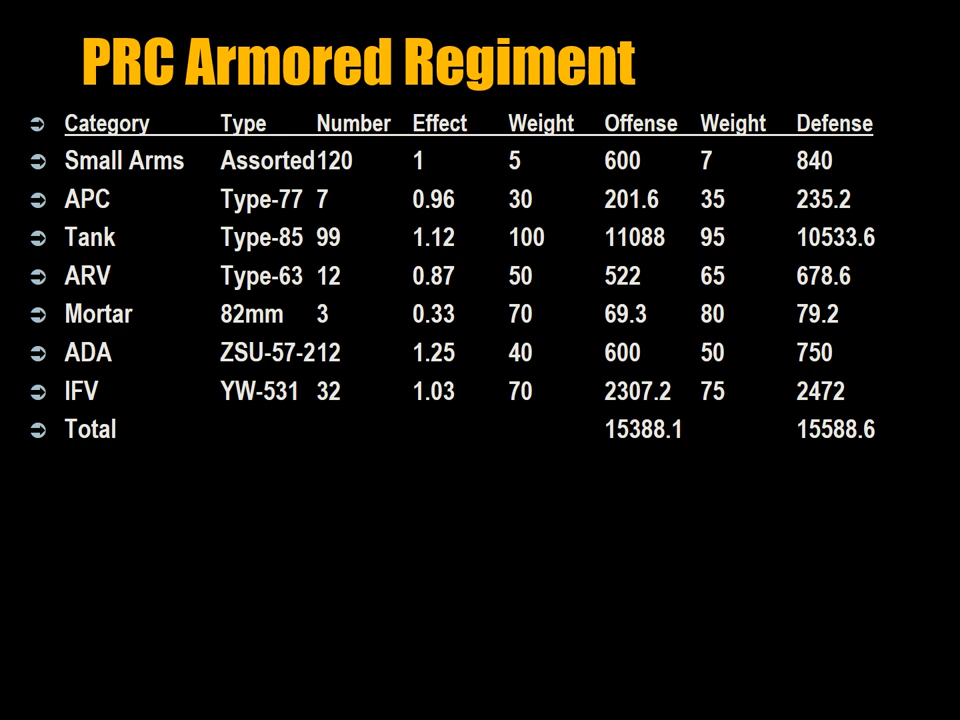 PRC Armored Regiment
Category Type Number Effect Weight Offense Weight Defense
Small Arms Assorted 120 1 5 600 7 840
APC Type-77 7 0.96 30 201.6 35 235.2
Tank Type-85 99 1.12 100 11088 95 10533.6
ARV Type-63 12 0.87 50 522 65 678.6
Mortar 82mm 3 0.33 70 69.3 80 79.2
ADA ZSU-57-2 12 1.25 40 600 50 750
IFV YW-531 32 1.03 70 2307.2 75 2472
Total 15388.1 15588.6